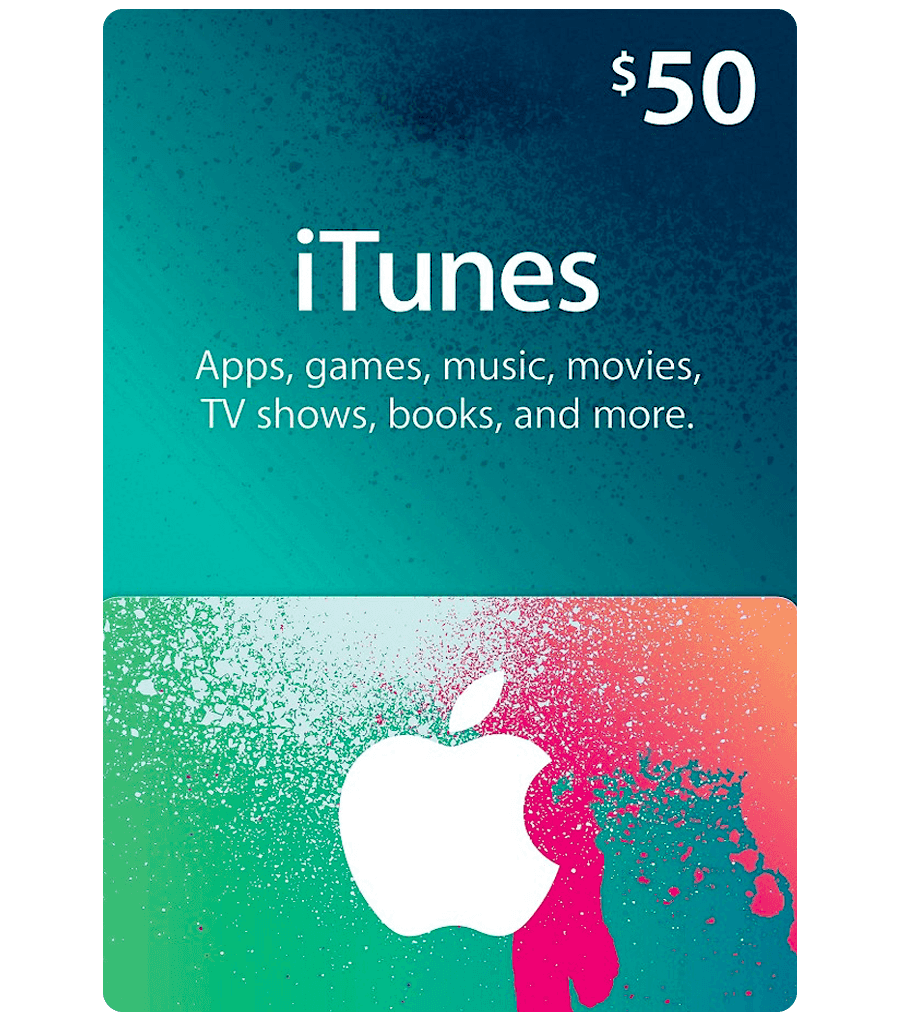 $50
iTunes
Apps, games, music, movies,
TV shows, books, and more.